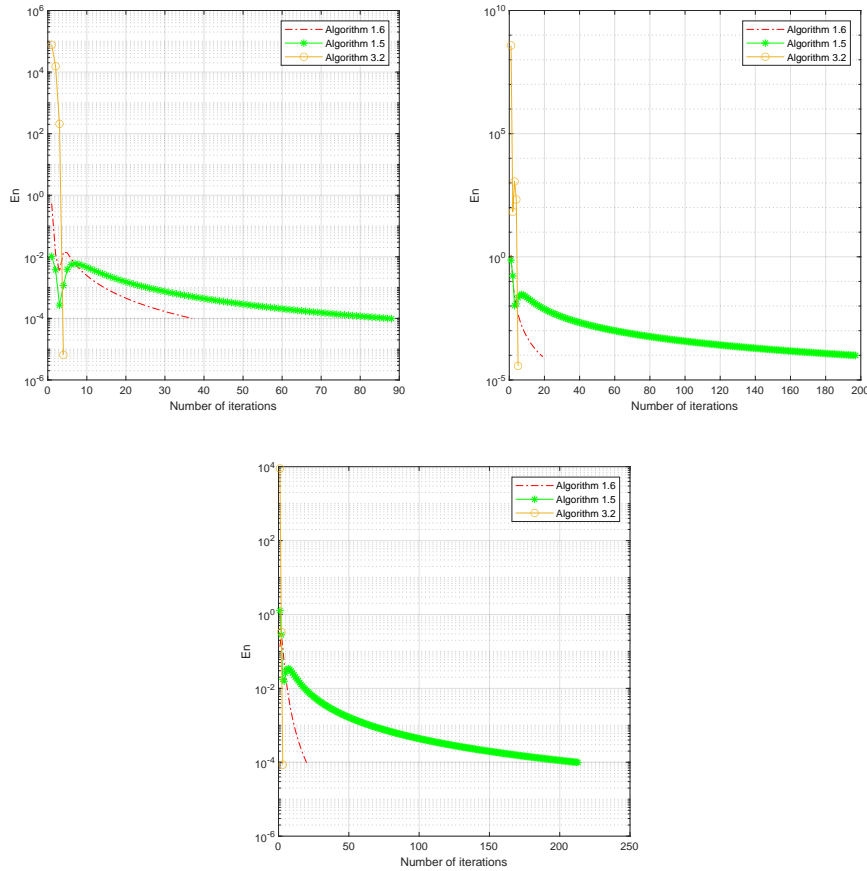 10^6
10^4
10^2
10^0
10^-2
10^-4
10^-6
En
0 10 20 30 40 50 60 70 80 90
Number of iterations
Algorithm 1.6
Algorithm 1.5
Algorithm 3.2
10^10
10^5
10^0
10^-5
En
0 20 40 60 80 100 120 140 160 180 200
Number of iterations
Algorithm 1.6
Algorithm 1.5
Algorithm 3.2
10^4
10^2
10^0
10^-2
10^-4
10^-6
En
0 50 100 150 200 250
Number of iterations
Algorithm 1.6
Algorithm 1.5
Algorithm 3.2